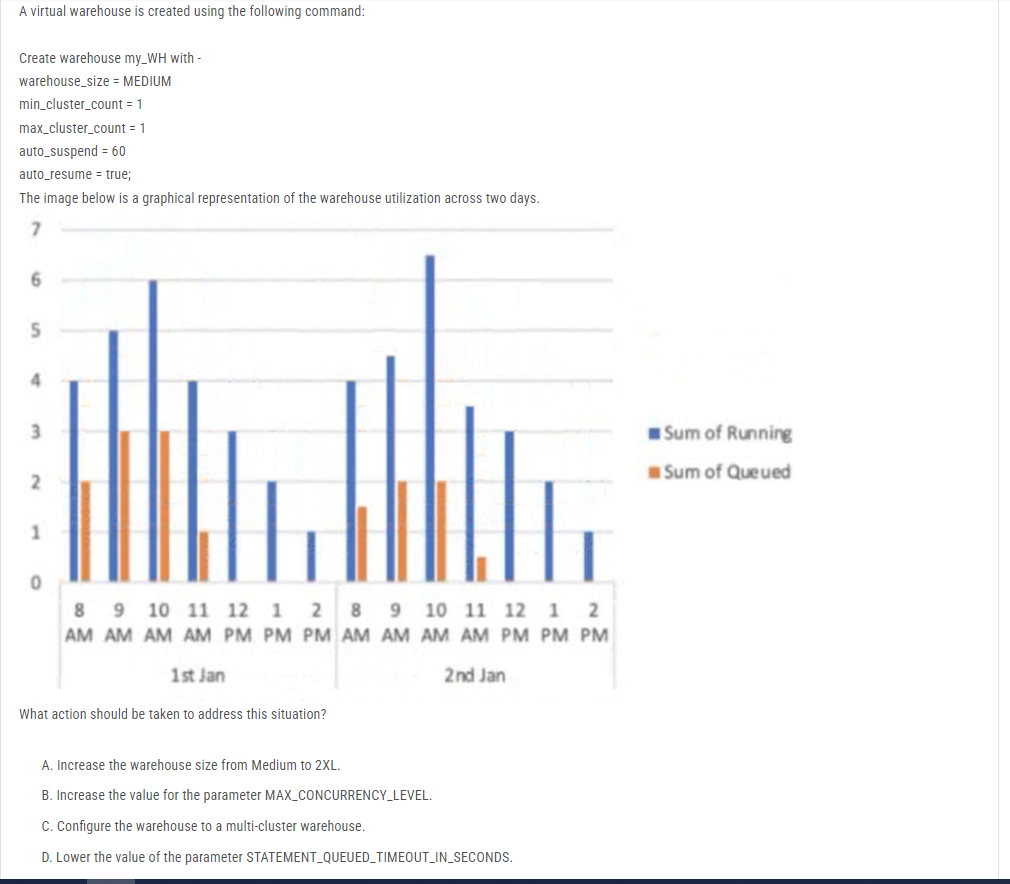 A virtual warehouse is created using the following command:
Create warehouse my_WH with -
warehouse_size = MEDIUM
min_cluster_count = 1
max_cluster_count = 1
auto_suspend = 60
auto_resume = true;
The image below is a graphical representation of the warehouse utilization across two days.
7
6
5
4
3
2
1
0
Sum of Running
Sum of Queued
8 9 10 11 12 1 2 8 9 10 11 12 1 2
AM AM AM AM PM PM PM AM AM AM AM PM PM PM
1st Jan 2nd Jan
What action should be taken to address this situation?
A. Increase the warehouse size from Medium to 2XL.
B. Increase the value for the parameter MAX_CONCURRENCY_LEVEL.
C. Configure the warehouse to a multi-cluster warehouse.
D. Lower the value of the parameter STATEMENT_QUEUED_TIMEOUT_IN_SECONDS.